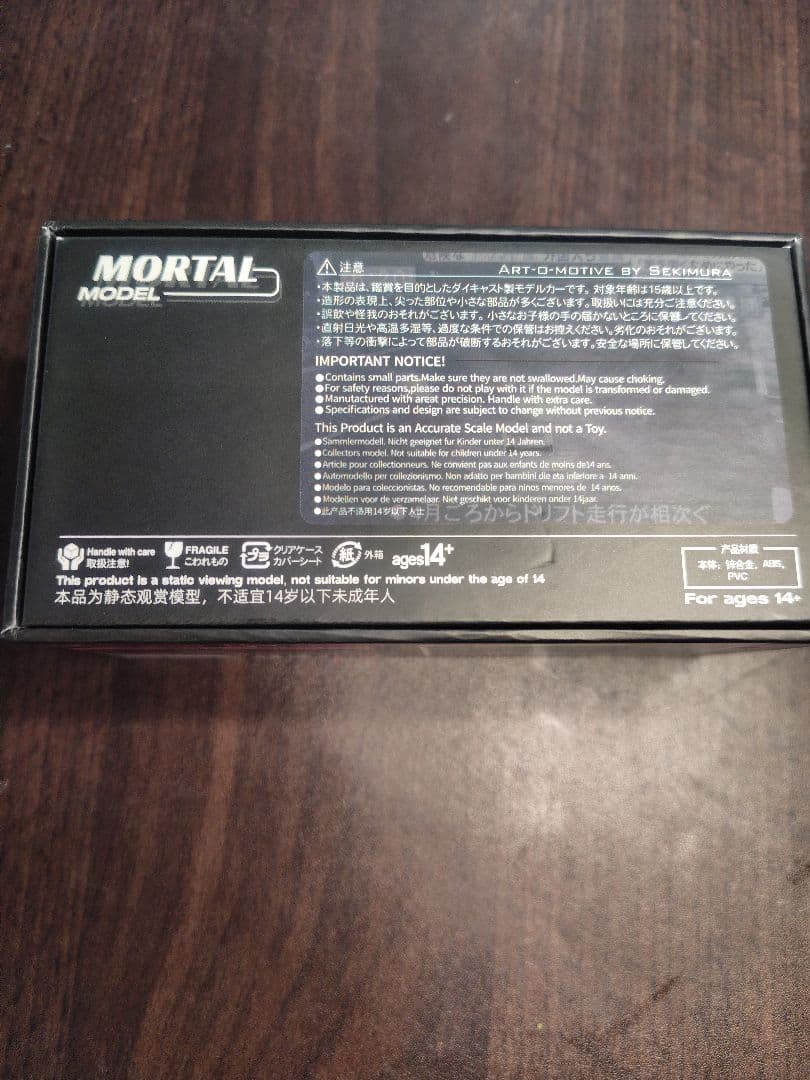 MORTAL
MODEL
注意
ART-O-MOTIVE BY SEKIMURA
・本製品は、鑑賞を目的としたダイキャスト製モデルカーです。対象年齢は15歳以上です。
・造形の表現上、尖った部位や小さな部品が多くございます。取扱いには充分ご注意ください。
・誤飲や怪我のおそれがございます。小さなお子様の手の届かないところに保管してください。
・直射日光や高温多湿等、過度な条件での保管はお控えください。劣化のおそれがございます。
・落下等の衝撃によって部品が破断するおそれがございます。安全な場所に保管してください。
IMPORTANT NOTICE!
●Contains small parts.Make sure they are not swallowed.May cause choking.
●For safety reasons,please do not play with it if the model is transformed or damaged.
●Manutactured with areat precision. Handle with extra care.
●Specifications and design are subject to change without previous notice.
This Product is an Accurate Scale Model and not a Toy.
●Sammlermodell. Nicht geeignet fur Kinder unter 14 Jahren.
●Collectors model. Not suitable for children under 14 years.
●Article pour collectionneurs. Ne convient pas aux enfants de moins de14 ans.
●Automodello per collezionismo. Non adatto per bambini die eta inferiore a 14 anni.
●Modelo para coleccionistas. No recomendable para ninos menores de 14 anos.
●Modellen voor de verzamelaar. Niet geschikt voor kinderen onder 14jaar.
●此产品不适用14岁以下人士
月ごろからドリフト走行が相次ぐ
Handle with care
取扱注意!
FRAGILE
こわれもの
プラ
クリアケース
カバーシート
紙
外箱
ages14+
产品材质
本体: 锌合金, ABS,
PVC
This product is a static viewing model, not suitable for minors under the age of 14
本品为静态观赏模型，不适宜14岁以下未成年人
For ages 14+